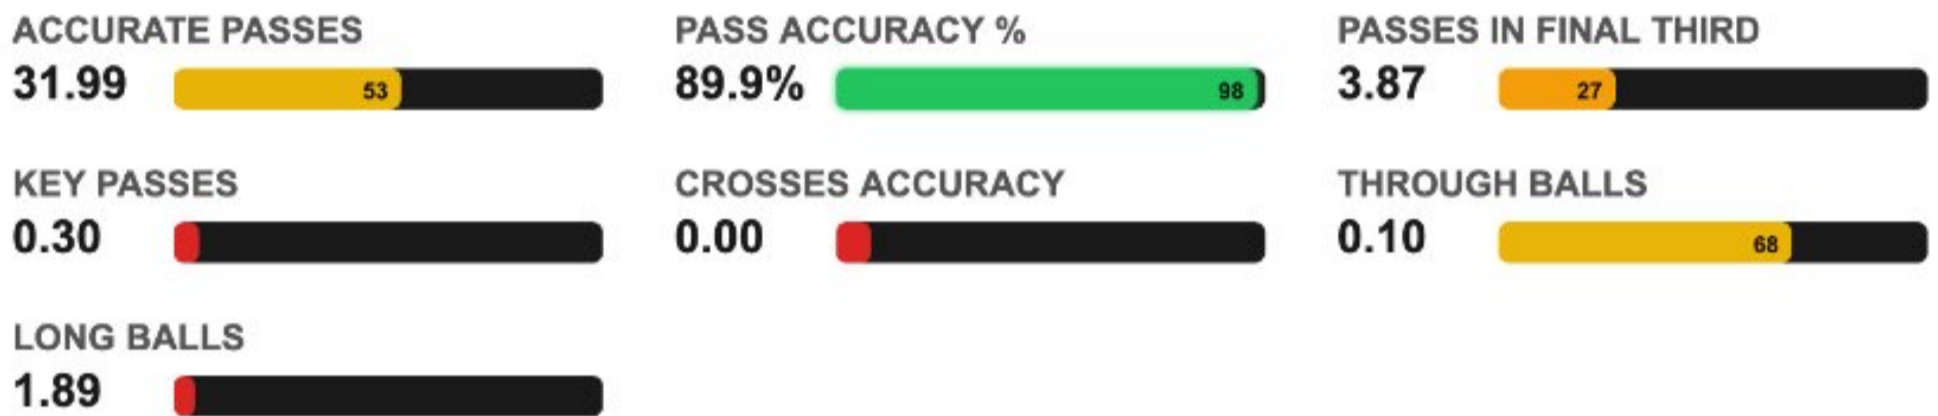 ACCURATE PASSES
31.99 53
PASS ACCURACY %
89.9% 98
PASSES IN FINAL THIRD
3.87 27
KEY PASSES
0.30
CROSSES ACCURACY
0.00
THROUGH BALLS
0.10 68
LONG BALLS
1.89